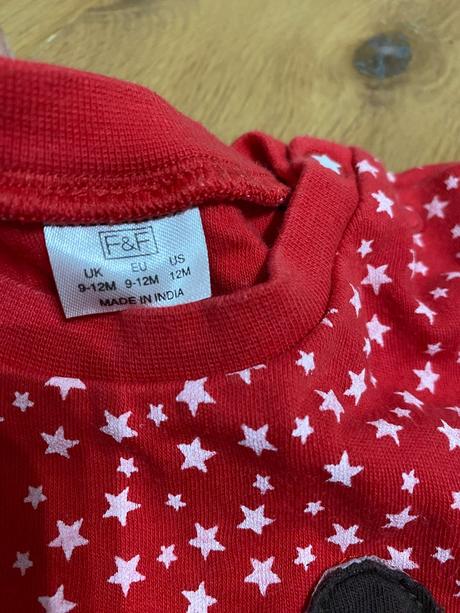 F&F
UK EU US
9-12M 9-12M 12M
MADE IN INDIA